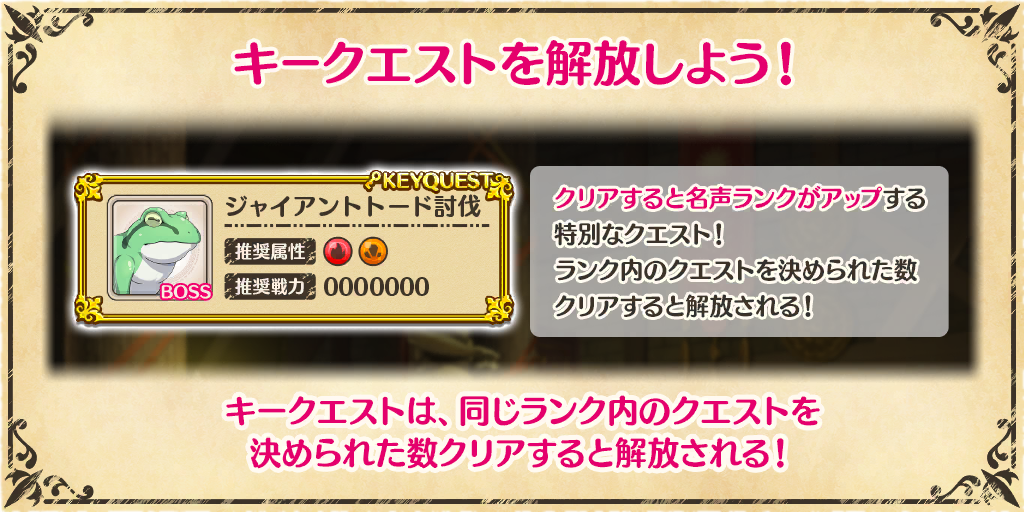 キークエストを解放しよう！
KEYQUEST
ジャイアントトード討伐
推奨属性
BOSS
推奨戦力 0000000
クリアすると名声ランクがアップする
特別なクエスト！
ランク内のクエストを決められた数
クリアすると解放される！
キークエストは、同じランク内のクエストを
決められた数クリアすると解放される！